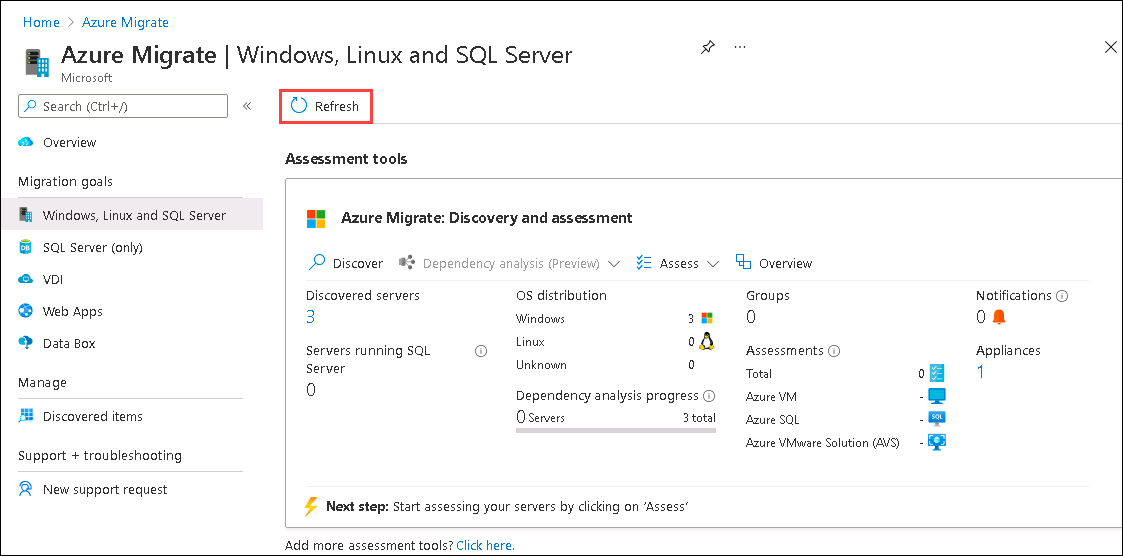 Home > Azure Migrate
Azure Migrate | Windows, Linux and SQL Server
Microsoft
Search (Ctrl+/)
«
Refresh
Overview
Migration goals
Windows, Linux and SQL Server
SQL Server (only)
VDI
Web Apps
Data Box
Manage
Discovered items
Support + troubleshooting
New support request
Assessment tools
Azure Migrate: Discovery and assessment
Discover
Dependency analysis (Preview)
Assess
Overview
Discovered servers
3
Servers running SQL
Server
0
OS distribution
Windows 3
Linux 0
Unknown 0
Dependency analysis progress
0 Servers 3 total
Groups
0
Assessments
Total 0
Azure VM -
Azure SQL - SQL
Azure VMware Solution (AVS) -
Notifications
0
Appliances
1
Next step: Start assessing your servers by clicking on 'Assess'
Add more assessment tools? Click here.